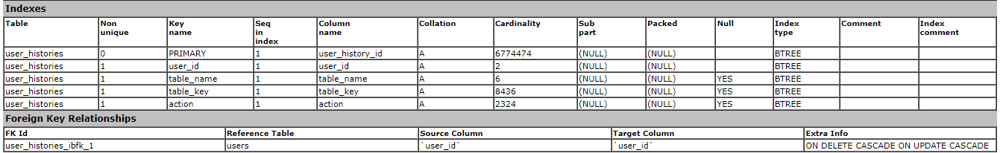 Indexes
Table Non unique Key name Seq in index Column name Collation Cardinality Sub part Packed Null Index type Comment Index comment
user_histories 0 PRIMARY 1 user_history_id A 6774474 (NULL) (NULL) BTREE
user_histories 1 user_id 1 user_id A 2 (NULL) (NULL) BTREE
user_histories 1 table_name 1 table_name A 6 (NULL) (NULL) YES BTREE
user_histories 1 table_key 1 table_key A 8436 (NULL) (NULL) YES BTREE
user_histories 1 action 1 action A 2324 (NULL) (NULL) YES BTREE
Foreign Key Relationships
FK Id Reference Table Source Column Target Column Extra Info
user_histories_ibfk_1 users `user_id` `user_id` ON DELETE CASCADE ON UPDATE CASCADE